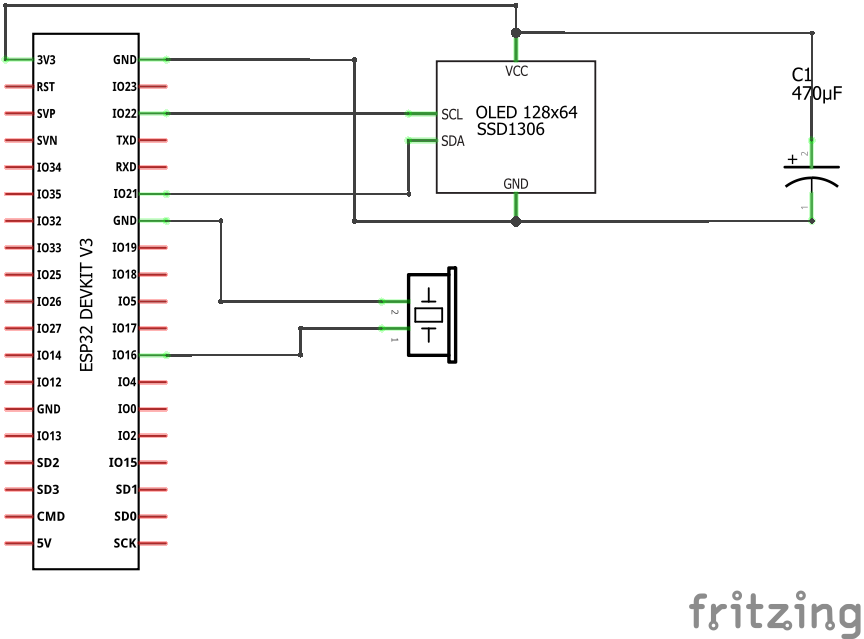 3V3
RST
SVP
SVN
IO34
IO35
IO32
IO33
IO25
IO26
IO27
IO14
IO12
GND
IO13
SD2
SD3
CMD
5V
ESP32 DEVKIT V3
GND
IO23
IO22
TXD
RXD
IO21
GND
IO19
IO18
IO5
IO17
IO16
IO4
IO0
IO2
IO15
SD1
SD0
SCK
VCC
SCL
SDA
OLED 128x64
SSD1306
GND
2
1
C1
470µF
+
2
1
fritzing